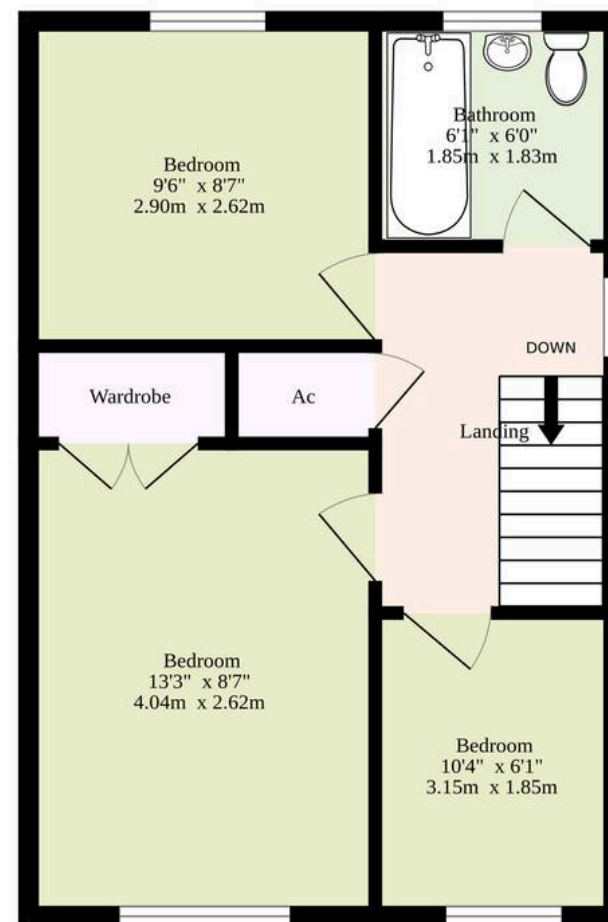 Bedroom
9'6" x 8'7"
2.90m x 2.62m
Bathroom
6'1" x 6'0"
1.85m x 1.83m
DOWN
Wardrobe
Ac
Landing
Bedroom
13'3" x 8'7"
4.04m x 2.62m
Bedroom
10'4" x 6'1"
3.15m x 1.85m